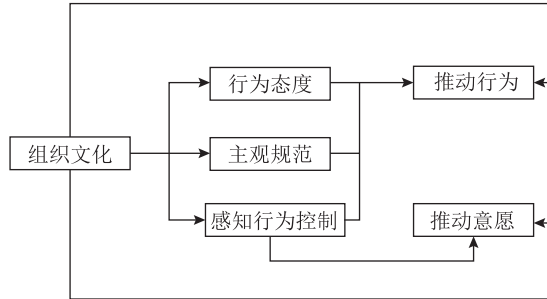 行为态度
推动行为
组织文化
主观规范
感知行为控制
推动意愿